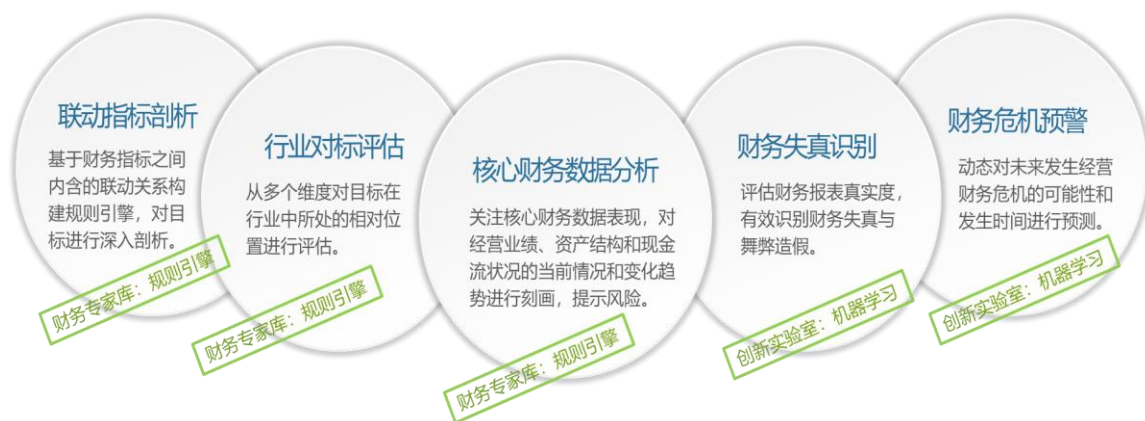 联动指标剖析
基于财务指标之间
内含的联动关系构
建规则引擎，对目
标进行深入剖析。
财务专家库：规则引擎
行业对标评估
从多个维度对目标在
行业中所处的相对位
置进行评估。
财务专家库：规则引擎
核心财务数据分析
关注核心财务数据表现，对
经营业绩、资产结构和现金
流状况的当前情况和变化趋
势进行刻画，提示风险。
财务专家库：规则引擎
财务失真识别
评估财务报表真实度，
有效识别财务失真与
舞弊造假。
创新实验室：机器学习
财务危机预警
动态对未来发生经营
财务危机的可能性和
发生时间进行预测。
创新实验室：机器学习